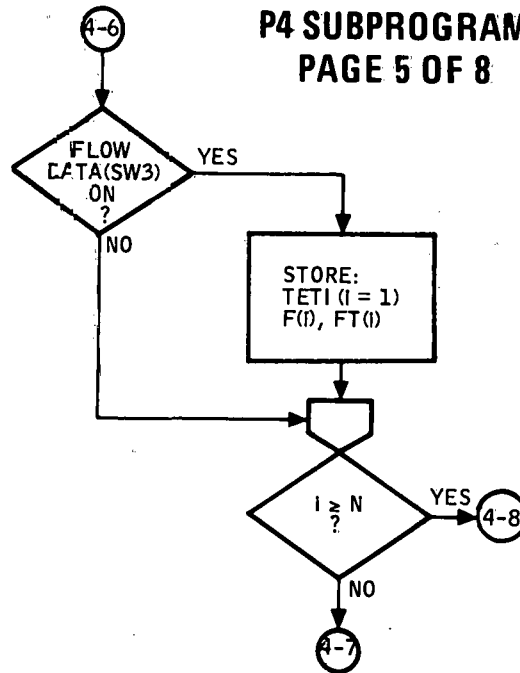 P4 SUBPROGRAM
PAGE 5 OF 8
4-6
FLOW
DATA(SW3)
ON
?
YES
NO
STORE:
TETI (i = 1)
F(i), FT(i)
i ≥ N
?
YES
4-8
NO
4-7